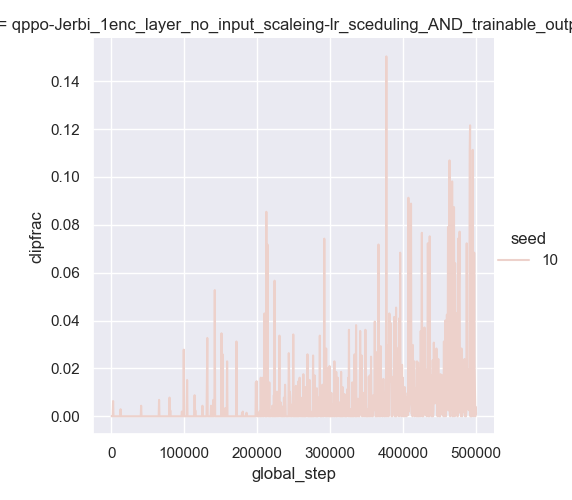 = qppo-Jerbi_1enc_layer_no_input_scaleing-lr_sceduling_AND_trainable_outp
clipfrac
0.14
0.12
0.10
0.08
0.06
0.04
0.02
0.00
0 100000 200000 300000 400000 500000
global_step
seed
10